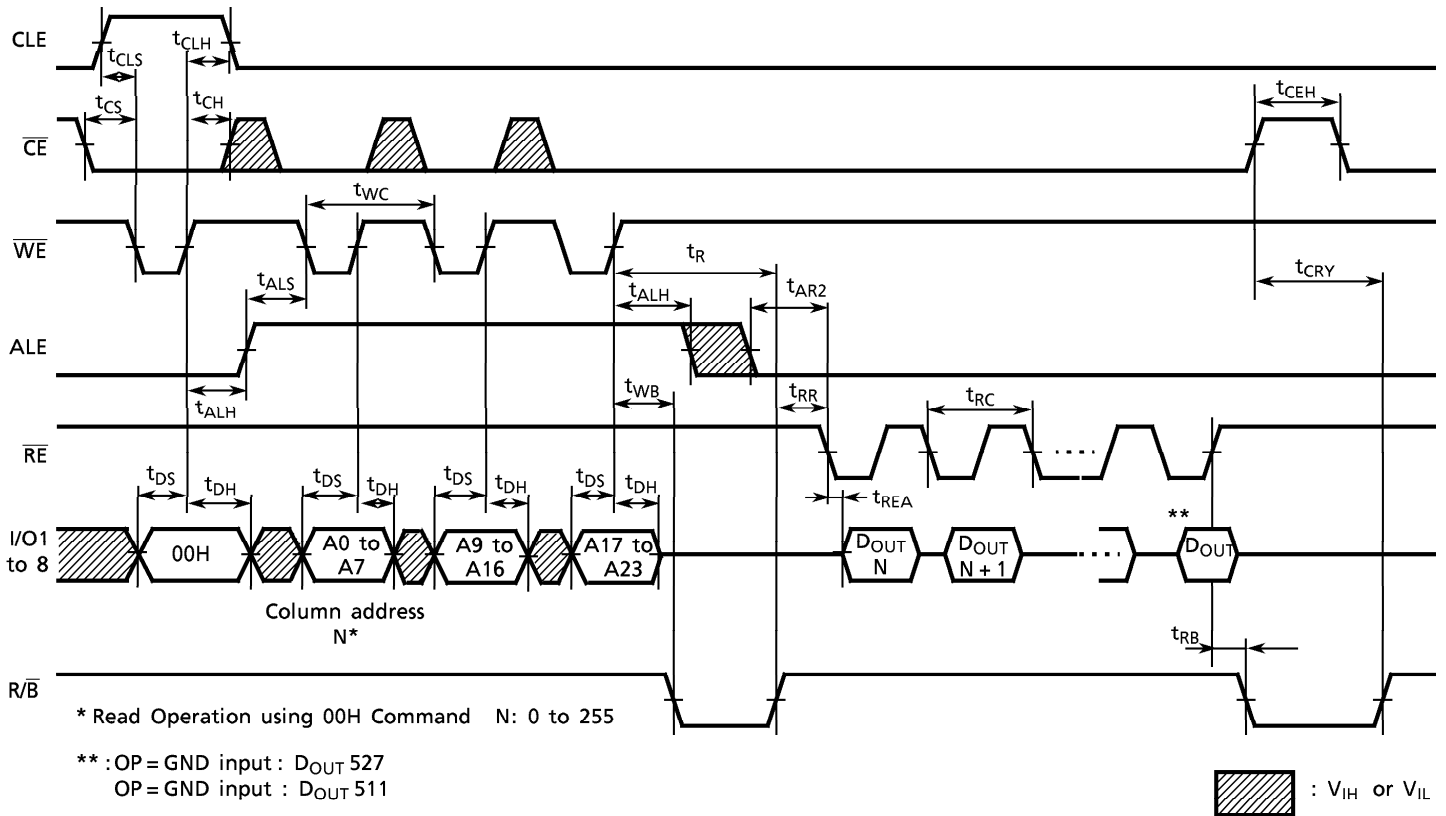 CLE
tCLS
tCLH
tCS
tCH
tCEH
CE
tWC
WE
tR
tALS
tALH
tAR2
tCRY
ALE
tALH
tWB
tRR
tRC
RE
tDS
tDH
tDS
tDH
tDS
tDH
tDS
tDH
tREA
**
I/O1
to 8
00H
A0 to
A7
A9 to
A16
A17 to
A23
DOUT
N
DOUT
N + 1
DOUT
Column address
N*
tRB
R/B
* Read Operation using 00H Command N: 0 to 255
** : OP = GND input : DOUT 527
OP = GND input : DOUT 511
: VIH or VIL